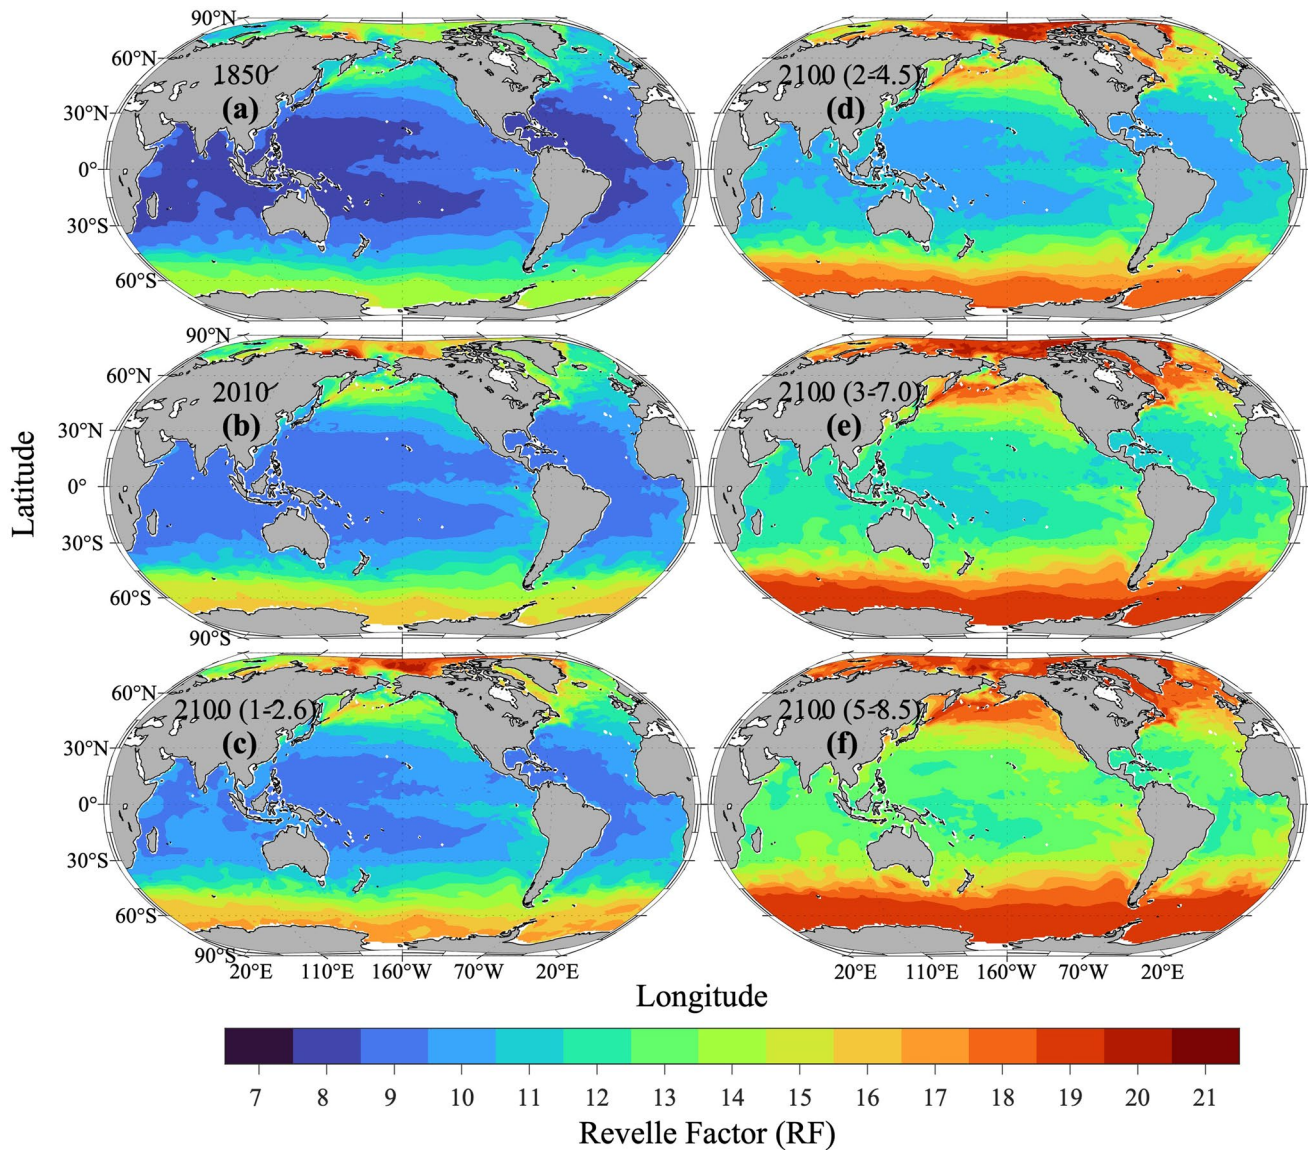 90°N
60°N
30°N
0°
30°S
60°S
1850
(a)
2100 (2-4.5)
(d)
90°N
60°N
30°N
0°
30°S
60°S
90°S
2010
(b)
2100 (3-7.0)
(e)
Latitude
60°N
30°N
0°
30°S
60°S
90°S
2100 (1-2.6)
(c)
2100 (5-8.5)
(f)
20°E 110°E 160°W 70°W 20°E
20°E 110°E 160°W 70°W 20°E
Longitude
7 8 9 10 11 12 13 14 15 16 17 18 19 20 21
Revelle Factor (RF)